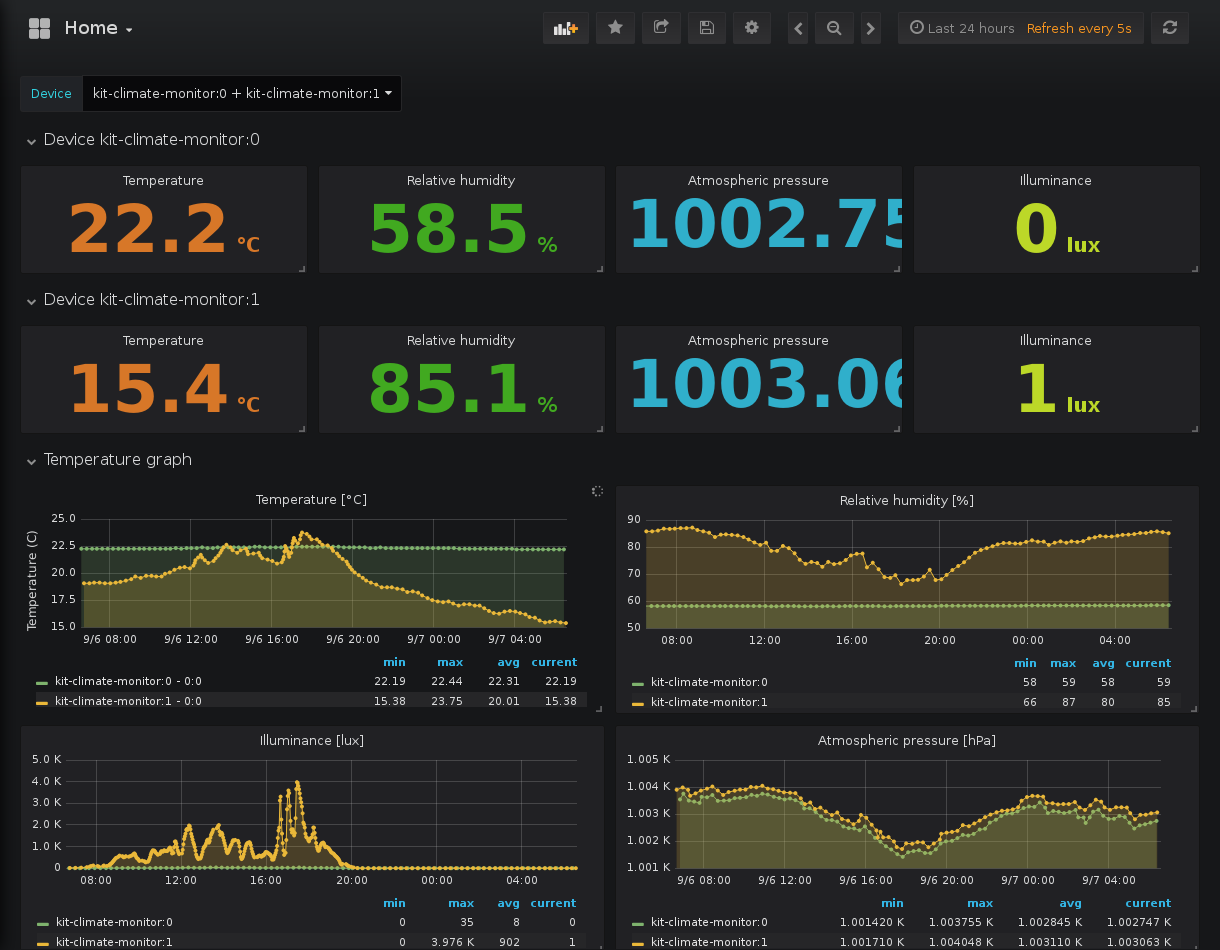 Home
Last 24 hours Refresh every 5s
Device kit-climate-monitor:0 + kit-climate-monitor:1
Device kit-climate-monitor:0
Temperature Relative humidity Atmospheric pressure Illuminance
22.2 °C 58.5 % 1002.75 0 lux
Device kit-climate-monitor:1
Temperature Relative humidity Atmospheric pressure Illuminance
15.4 °C 85.1 % 1003.06 1 lux
Temperature graph
Temperature [°C]
Temperature (C)
25.0
22.5
20.0
17.5
15.0
9/6 08:00 9/6 12:00 9/6 16:00 9/6 20:00 9/7 00:00 9/7 04:00
min max avg current
kit-climate-monitor:0 - 0:0 22.19 22.44 22.31 22.19
kit-climate-monitor:1 - 0:0 15.38 23.75 20.01 15.38
Relative humidity [%]
90
80
70
60
50
08:00 12:00 16:00 20:00 00:00 04:00
min max avg current
kit-climate-monitor:0 58 59 58 59
kit-climate-monitor:1 66 87 80 85
Illuminance [lux]
5.0 K
4.0 K
3.0 K
2.0 K
1.0 K
0
08:00 12:00 16:00 20:00 00:00 04:00
min max avg current
kit-climate-monitor:0 0 35 8 0
kit-climate-monitor:1 0 3.976 K 902 1
Atmospheric pressure [hPa]
1.005 K
1.004 K
1.003 K
1.002 K
1.001 K
9/6 08:00 9/6 12:00 9/6 16:00 9/6 20:00 9/7 00:00 9/7 04:00
min max avg current
kit-climate-monitor:0 1.001420 K 1.003755 K 1.002845 K 1.002747 K
kit-climate-monitor:1 1.001710 K 1.004048 K 1.003110 K 1.003063 K